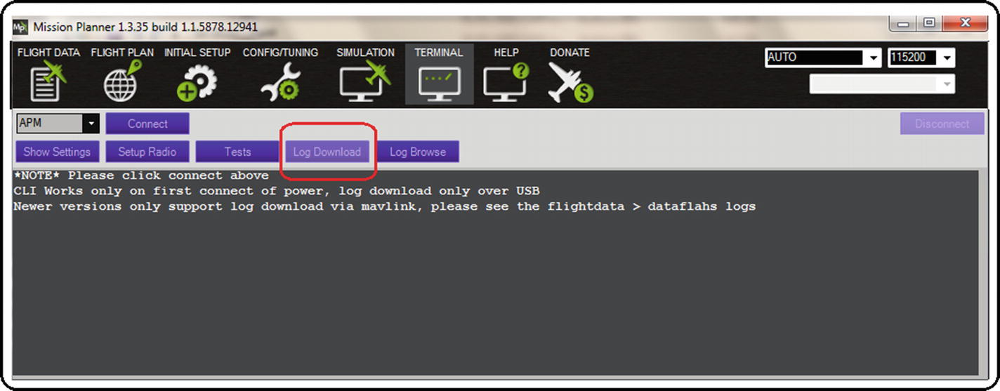 Mp Mission Planner 1.3.35 build 1.1.5878.12941
FLIGHT DATA FLIGHT PLAN INITIAL SETUP CONFIG/TUNING SIMULATION TERMINAL HELP DONATE
AUTO 115200
APM Connect Disconnect
Show Settings Setup Radio Tests Log Download Log Browse
*NOTE* Please click connect above
CLI Works only on first connect of power, log download only over USB
Newer versions only support log download via mavlink, please see the flightdata > dataflahs logs